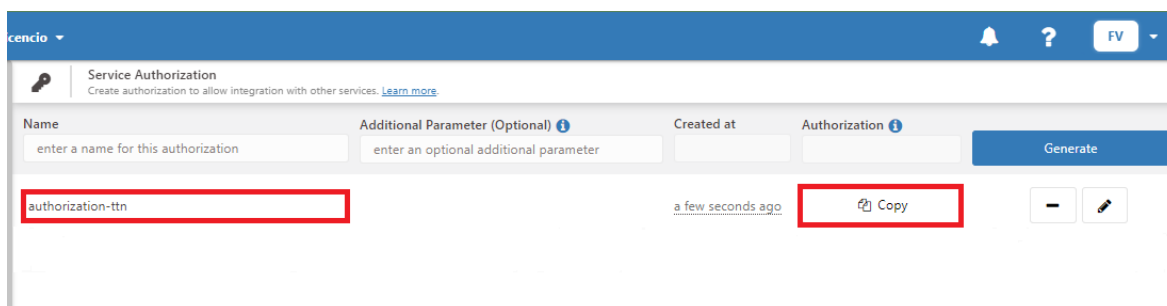 cencio
FV
Service Authorization
Create authorization to allow integration with other services. Learn more.
Name
Additional Parameter (Optional)
Created at
Authorization
enter a name for this authorization
enter an optional additional parameter
Generate
authorization-ttn
a few seconds ago
Copy